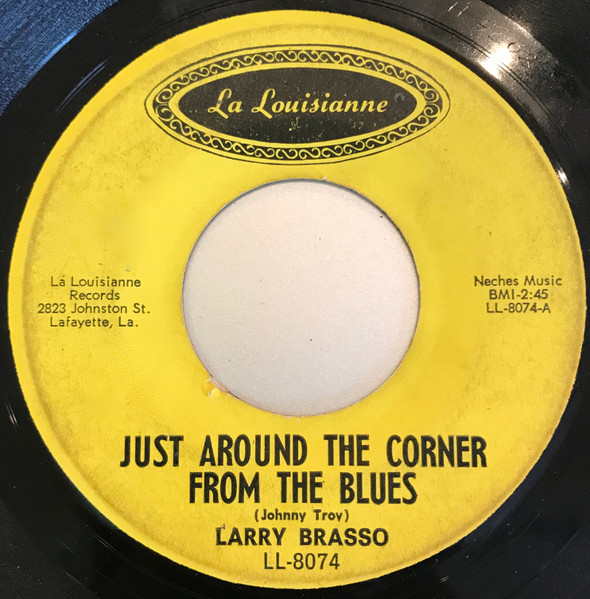 La Louisianne
La Louisianne
Records
2823 Johnston St.
Lafayette, La.
Neches Music
BMI-2:45
LL-8074-A
JUST AROUND THE CORNER
FROM THE BLUES
(Johnny Troy)
LARRY BRASSO
LL-8074